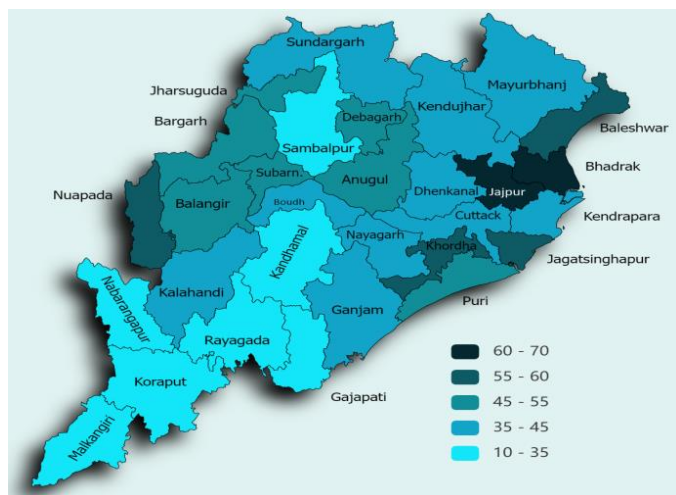 Sundargarh
Mayurbhanj
Jharsuguda
Kendujhar
Bargarh
Debagarh
Baleshwar
Sambalpur
Bhadrak
Subarn.
Anugul
Nuapada
Dhenkanal
Jajpur
Balangir
Boudh
Cuttack
Kendrapara
Nayagarh
Khordha
Kandhamal
Jagatsinghapur
Kalahandi
Nabarangapur
Ganjam
Puri
Rayagada
60 - 70
55 - 60
Koraput
Gajapati
45 - 55
35 - 45
Malkangiri
10 - 35